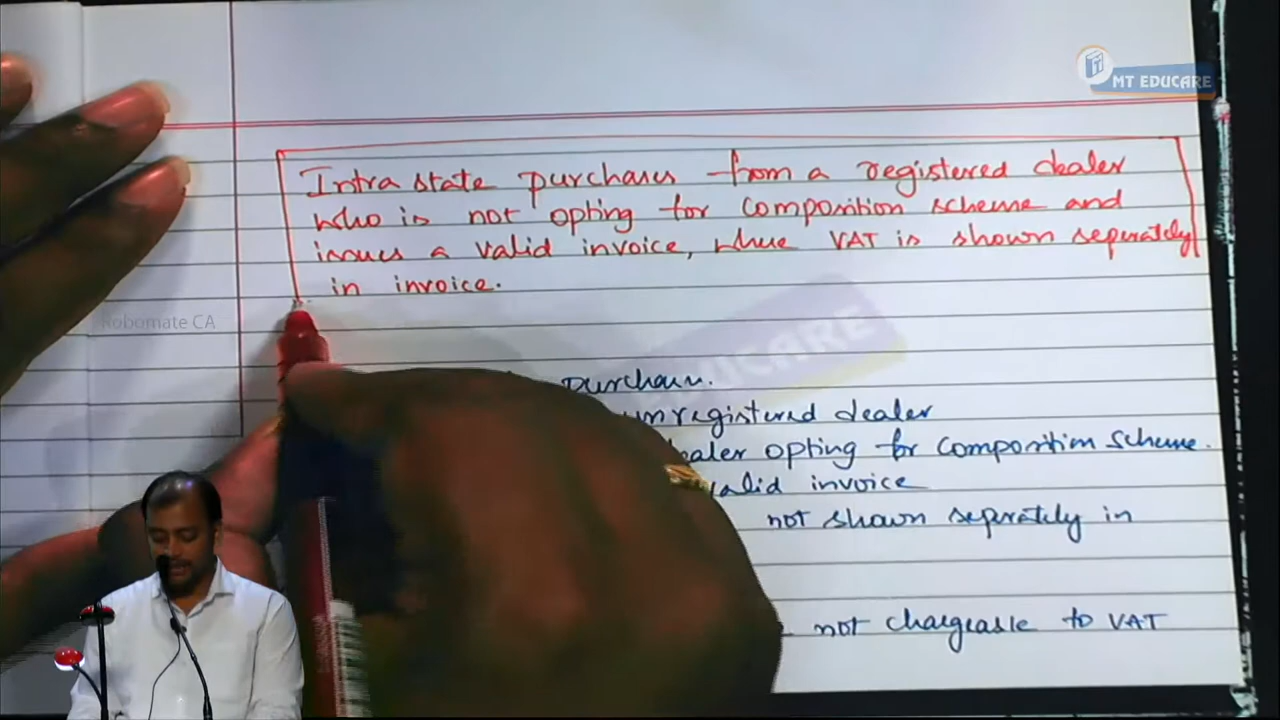 MT EDUCARE
Intra state purchases from a registered dealer
who is not opting for composition scheme and
issues a valid invoice, where VAT is shown seperately
in invoice.
Robomate CA
EDUCARE
purchases.
unregistered dealer
dealer opting for composition scheme.
valid invoice
not shown seperately in
not chargeable to VAT